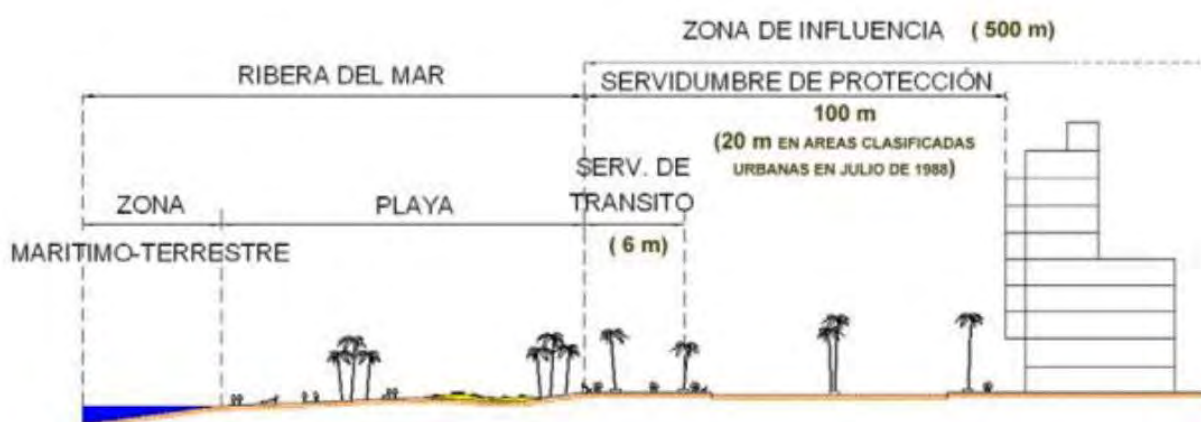 ZONA DE INFLUENCIA ( 500 m)
RIBERA DEL MAR
SERVIDUMBRE DE PROTECCIÓN
100 m
(20 m EN AREAS CLASIFICADAS
URBANAS EN JULIO DE 1988)
SERV. DE
TRANSITO
( 6 m)
ZONA
MARITIMO-TERRESTRE
PLAYA